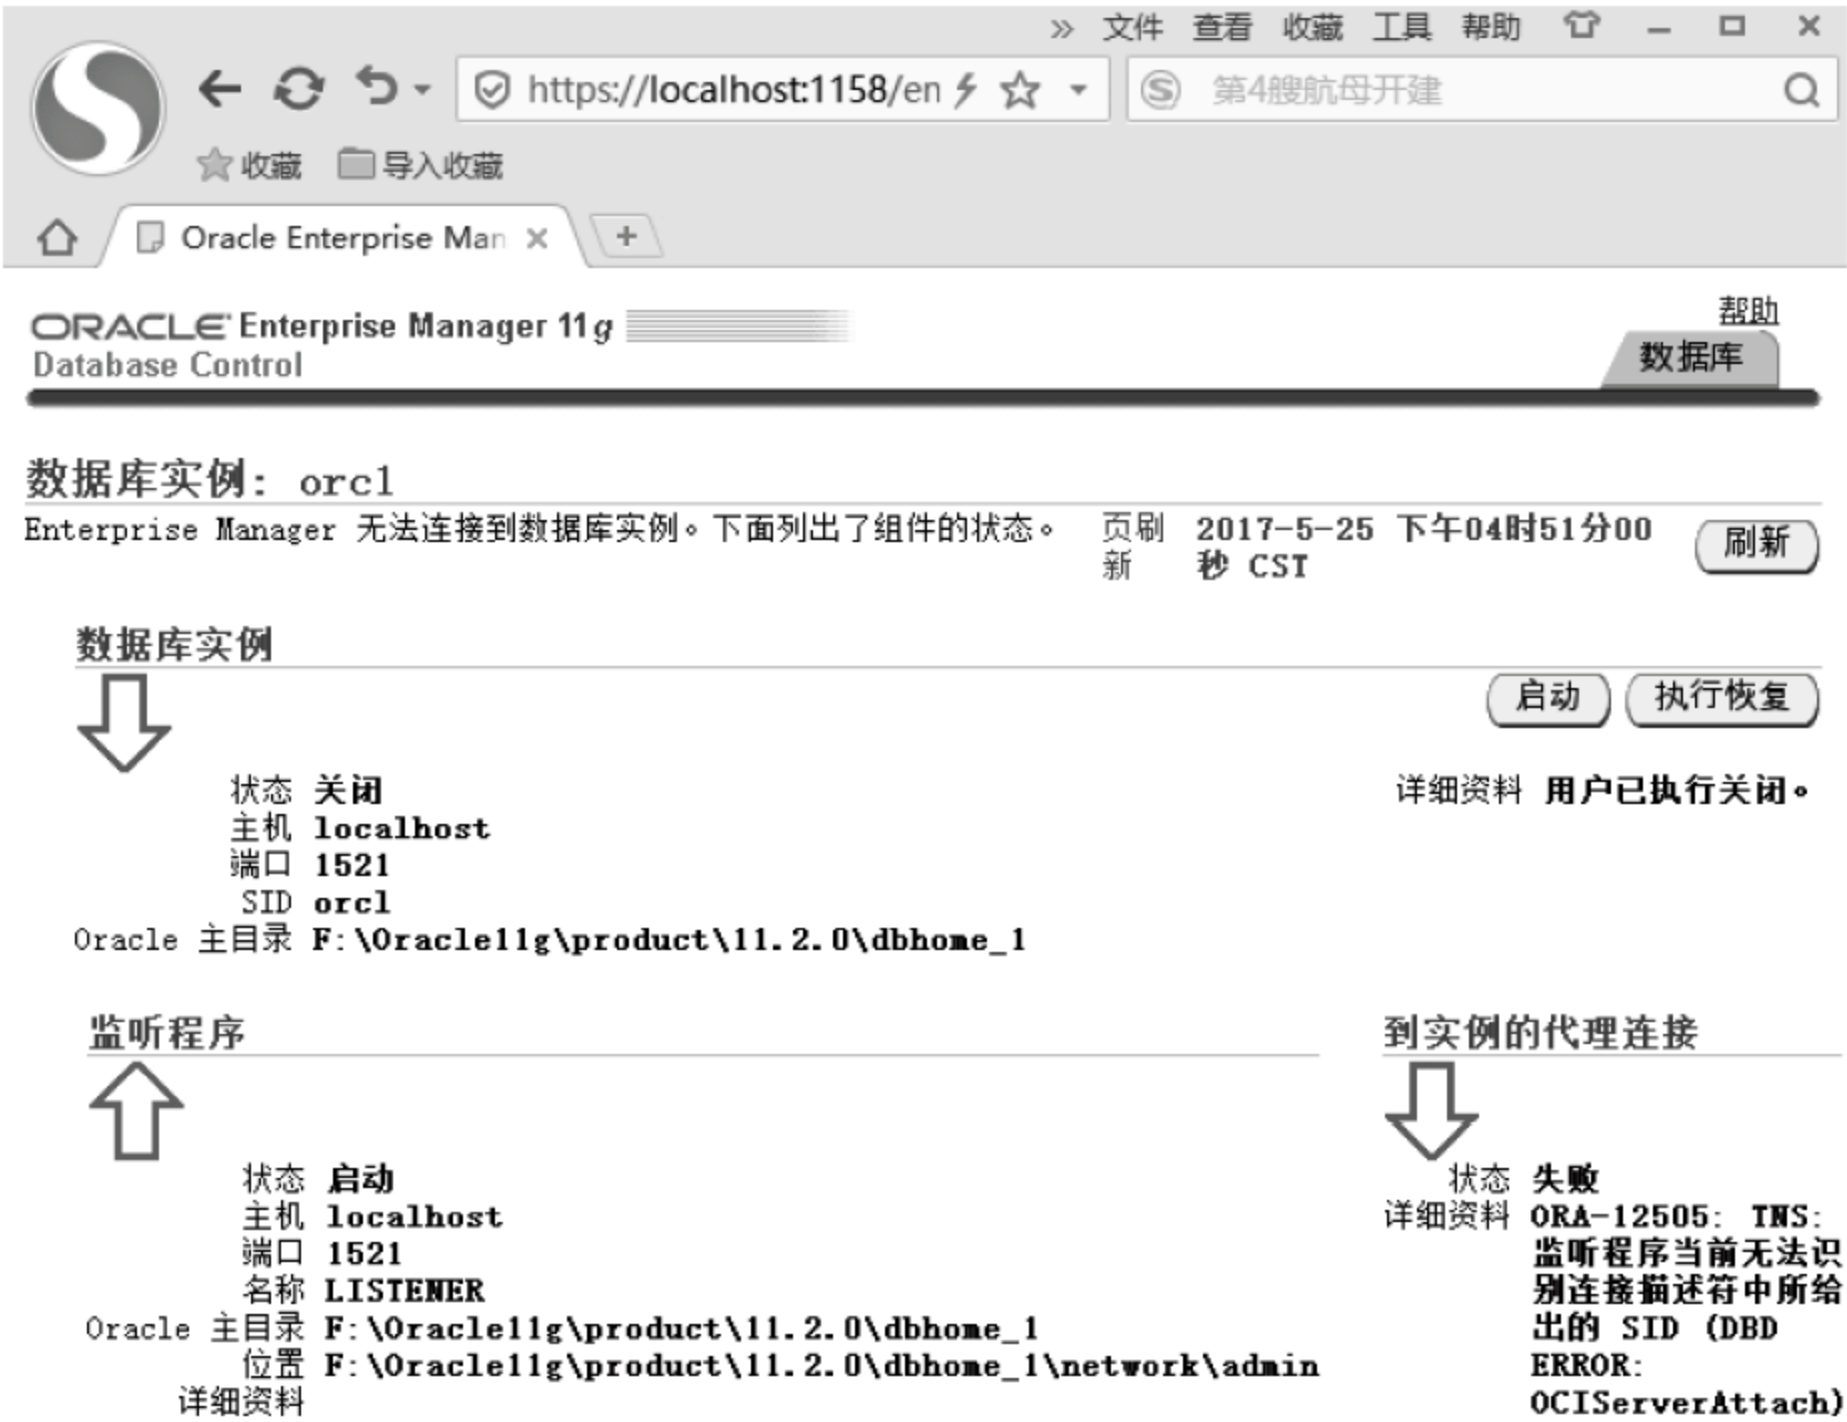 » 文件 查看 收藏 工具 帮助
https://localhost:1158/en 第4艘航母开建
收藏 导入收藏
Oracle Enterprise Man
帮助
ORACLE Enterprise Manager 11g
数据库
Database Control
数据库实例: orcl
Enterprise Manager 无法连接到数据库实例。下面列出了组件的状态。 页刷新 2017-5-25 下午04时51分00秒 CST 刷新
数据库实例
启动 执行恢复
状态 关闭 详细资料 用户已执行关闭。
主机 localhost
端口 1521
SID orcl
Oracle 主目录 F:\Oracle11g\product\11.2.0\dbhome_1
监听程序
状态 启动
主机 localhost
端口 1521
名称 LISTENER
Oracle 主目录 F:\Oracle11g\product\11.2.0\dbhome_1
位置 F:\Oracle11g\product\11.2.0\dbhome_1\network\admin
详细资料
到实例的代理连接
状态 失败
详细资料 ORA-12505: TNS:
监听程序当前无法识
别连接描述符中所给
出的 SID (DBD
ERROR:
OCIServerAttach)